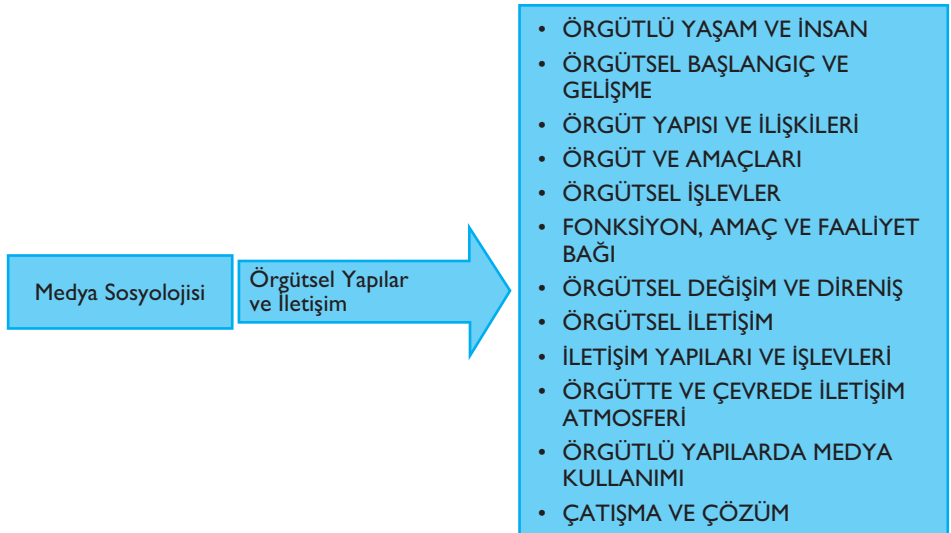 Medya Sosyolojisi
Örgütsel Yapılar
ve İletişim
• ÖRGÜTLÜ YAŞAM VE İNSAN
• ÖRGÜTSEL BAŞLANGIÇ VE
GELİŞME
• ÖRGÜT YAPISI VE İLİŞKİLERİ
• ÖRGÜT VE AMAÇLARI
• ÖRGÜTSEL İŞLEVLER
• FONKSİYON, AMAÇ VE FAALİYET
BAĞI
• ÖRGÜTSEL DEĞİŞİM VE DİRENİŞ
• ÖRGÜTSEL İLETİŞİM
• İLETİŞİM YAPILARI VE İŞLEVLERİ
• ÖRGÜTTE VE ÇEVREDE İLETİŞİM
ATMOSFERİ
• ÖRGÜTLÜ YAPILARDA MEDYA
KULLANIMI
• ÇATIŞMA VE ÇÖZÜM